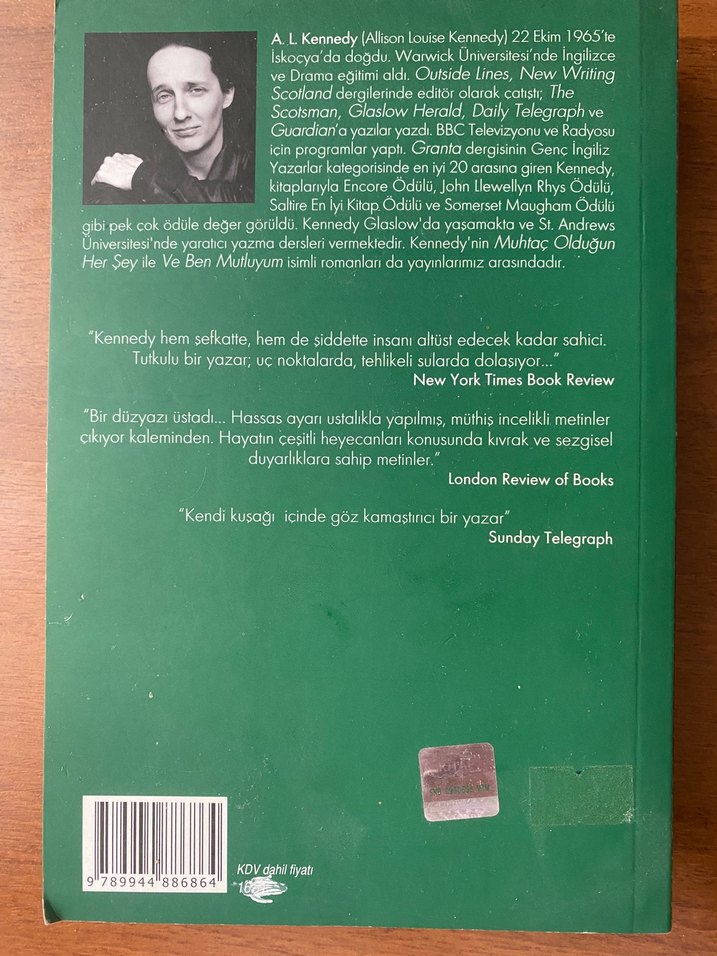 A. L. Kennedy (Allison Louise Kennedy) 22 Ekim 1965'te
İskoçya'da doğdu. Warwick Üniversitesi'nde İngilizce
ve Drama eğitimi aldı. Outside Lines, New Writing
Scotland dergilerinde editör olarak catıştı; The
Scotsman, Glaslow Herald, Daily Telegraph ve
Guardian'a yazılar yazdı. BBC Televizyonu ve Radyosu
için programlar yaptı. Granta dergisinin Genç İngiliz
Yazarlar kategorisinde en iyi 20 arasına giren Kennedy,
kitaplarıyla Encore Ödülü, John Llewellyn Rhys Ödülü,
Saltire En İyi Kitap Ödülü ve Somerset Maugham Ödülü
gibi pek çok ödüle değer görüldü. Kennedy Glaslow'da yaşamakta ve St. Andrews
Üniversitesi'nde yaratıcı yazma dersleri vermektedir. Kennedy'nin Muhtaç Olduğun
Her Şey ile Ve Ben Mutluyum isimli romanları da yayınlarımız arasındadır.
"Kennedy hem şefkatte, hem de şiddette insanı altüst edecek kadar sahici.
Tutkulu bir yazar; uç noktalarda, tehlikeli sularda dolaşıyor..."
New York Times Book Review
"Bir düzyazı üstadı... Hassas ayarı ustalıkla yapılmış, müthiş incelikli metinler
çıkıyor kaleminden. Hayatın çeşitli heyecanları konusunda kıvrak ve sezgisel
duyarlıklara sahip metinler."
London Review of Books
"Kendi kuşağı içinde göz kamaştırıcı bir yazar"
Sunday Telegraph
KDV dahil fiyatı
9 789944 886864